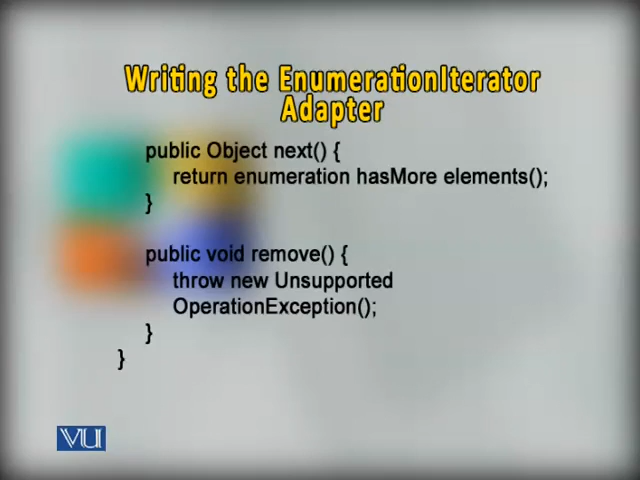 Writing the EnumerationIterator
Adapter
public Object next() {
return enumeration hasMore elements();
}
public void remove() {
throw new Unsupported
OperationException();
}
}
VU